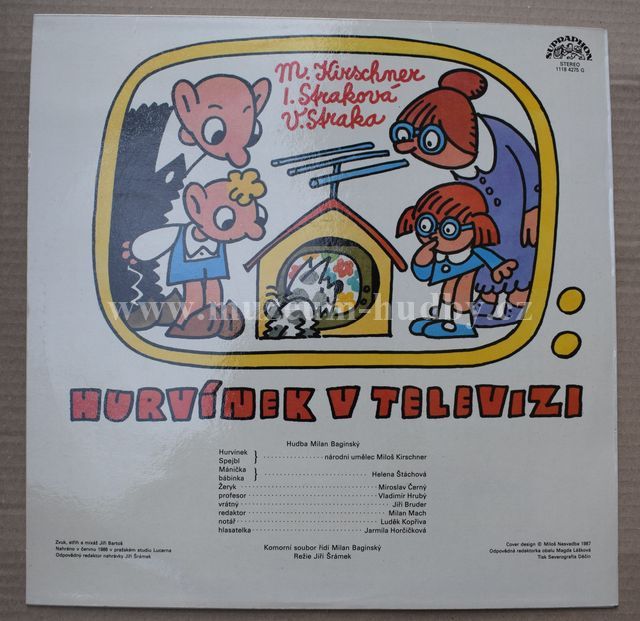 SUPRAPHON
STEREO
1118 4275 G
M. Kirschner
I. Straková
V. Straka
www.museum-hudby.cz
HURVÍNEK V TELEVIZI
Hudba Milan Baginský
Hurvínek
Spejbl } národní umělec Miloš Kirschner
Mánička
bábinka } Helena Štáchová
Žeryk Miroslav Černý
profesor Vladimír Hrubý
vrátný Jiří Bruder
redaktor Milan Mach
notář Luděk Kopřiva
hlasatelka Jarmila Horčičková
Komorní soubor řídí Milan Baginský
Režie Jiří Šrámek
Zvuk, střih a mixáž Jiří Bartoš
Nahráno v červnu 1986 v pražském studiu Lucerna
Odpovědný redaktor nahrávky Jiří Šrámek
Cover design © Miloš Nesvadba 1987
Odpovědná redaktorka obalu Magda Lášková
Tisk Severografia Děčín